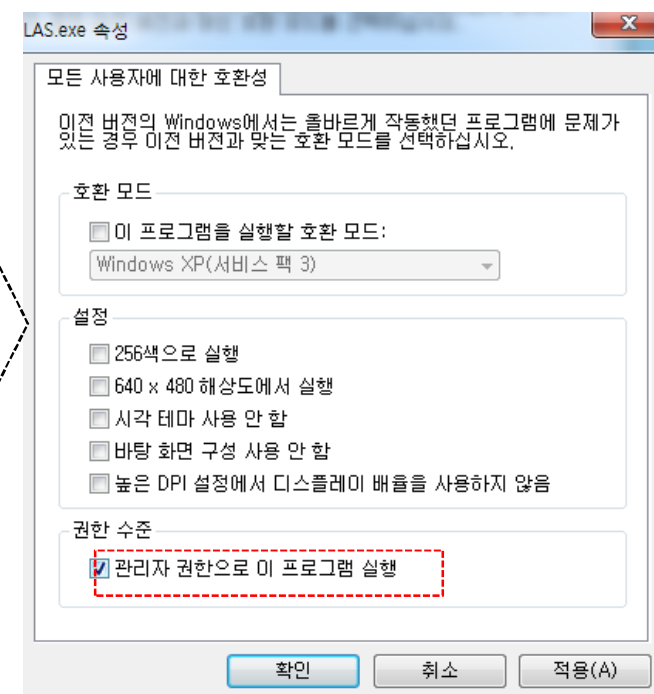 LAS.exe 속성
모든 사용자에 대한 호환성
이전 버전의 Windows에서는 올바르게 작동했던 프로그램에 문제가
있는 경우 이전 버전과 맞는 호환 모드를 선택하십시오.
호환 모드
이 프로그램을 실행할 호환 모드:
Windows XP(서비스 팩 3)
설정
256색으로 실행
640 x 480 해상도에서 실행
시각 테마 사용 안 함
바탕 화면 구성 사용 안 함
높은 DPI 설정에서 디스플레이 배율을 사용하지 않음
권한 수준
관리자 권한으로 이 프로그램 실행
확인
취소
적용(A)